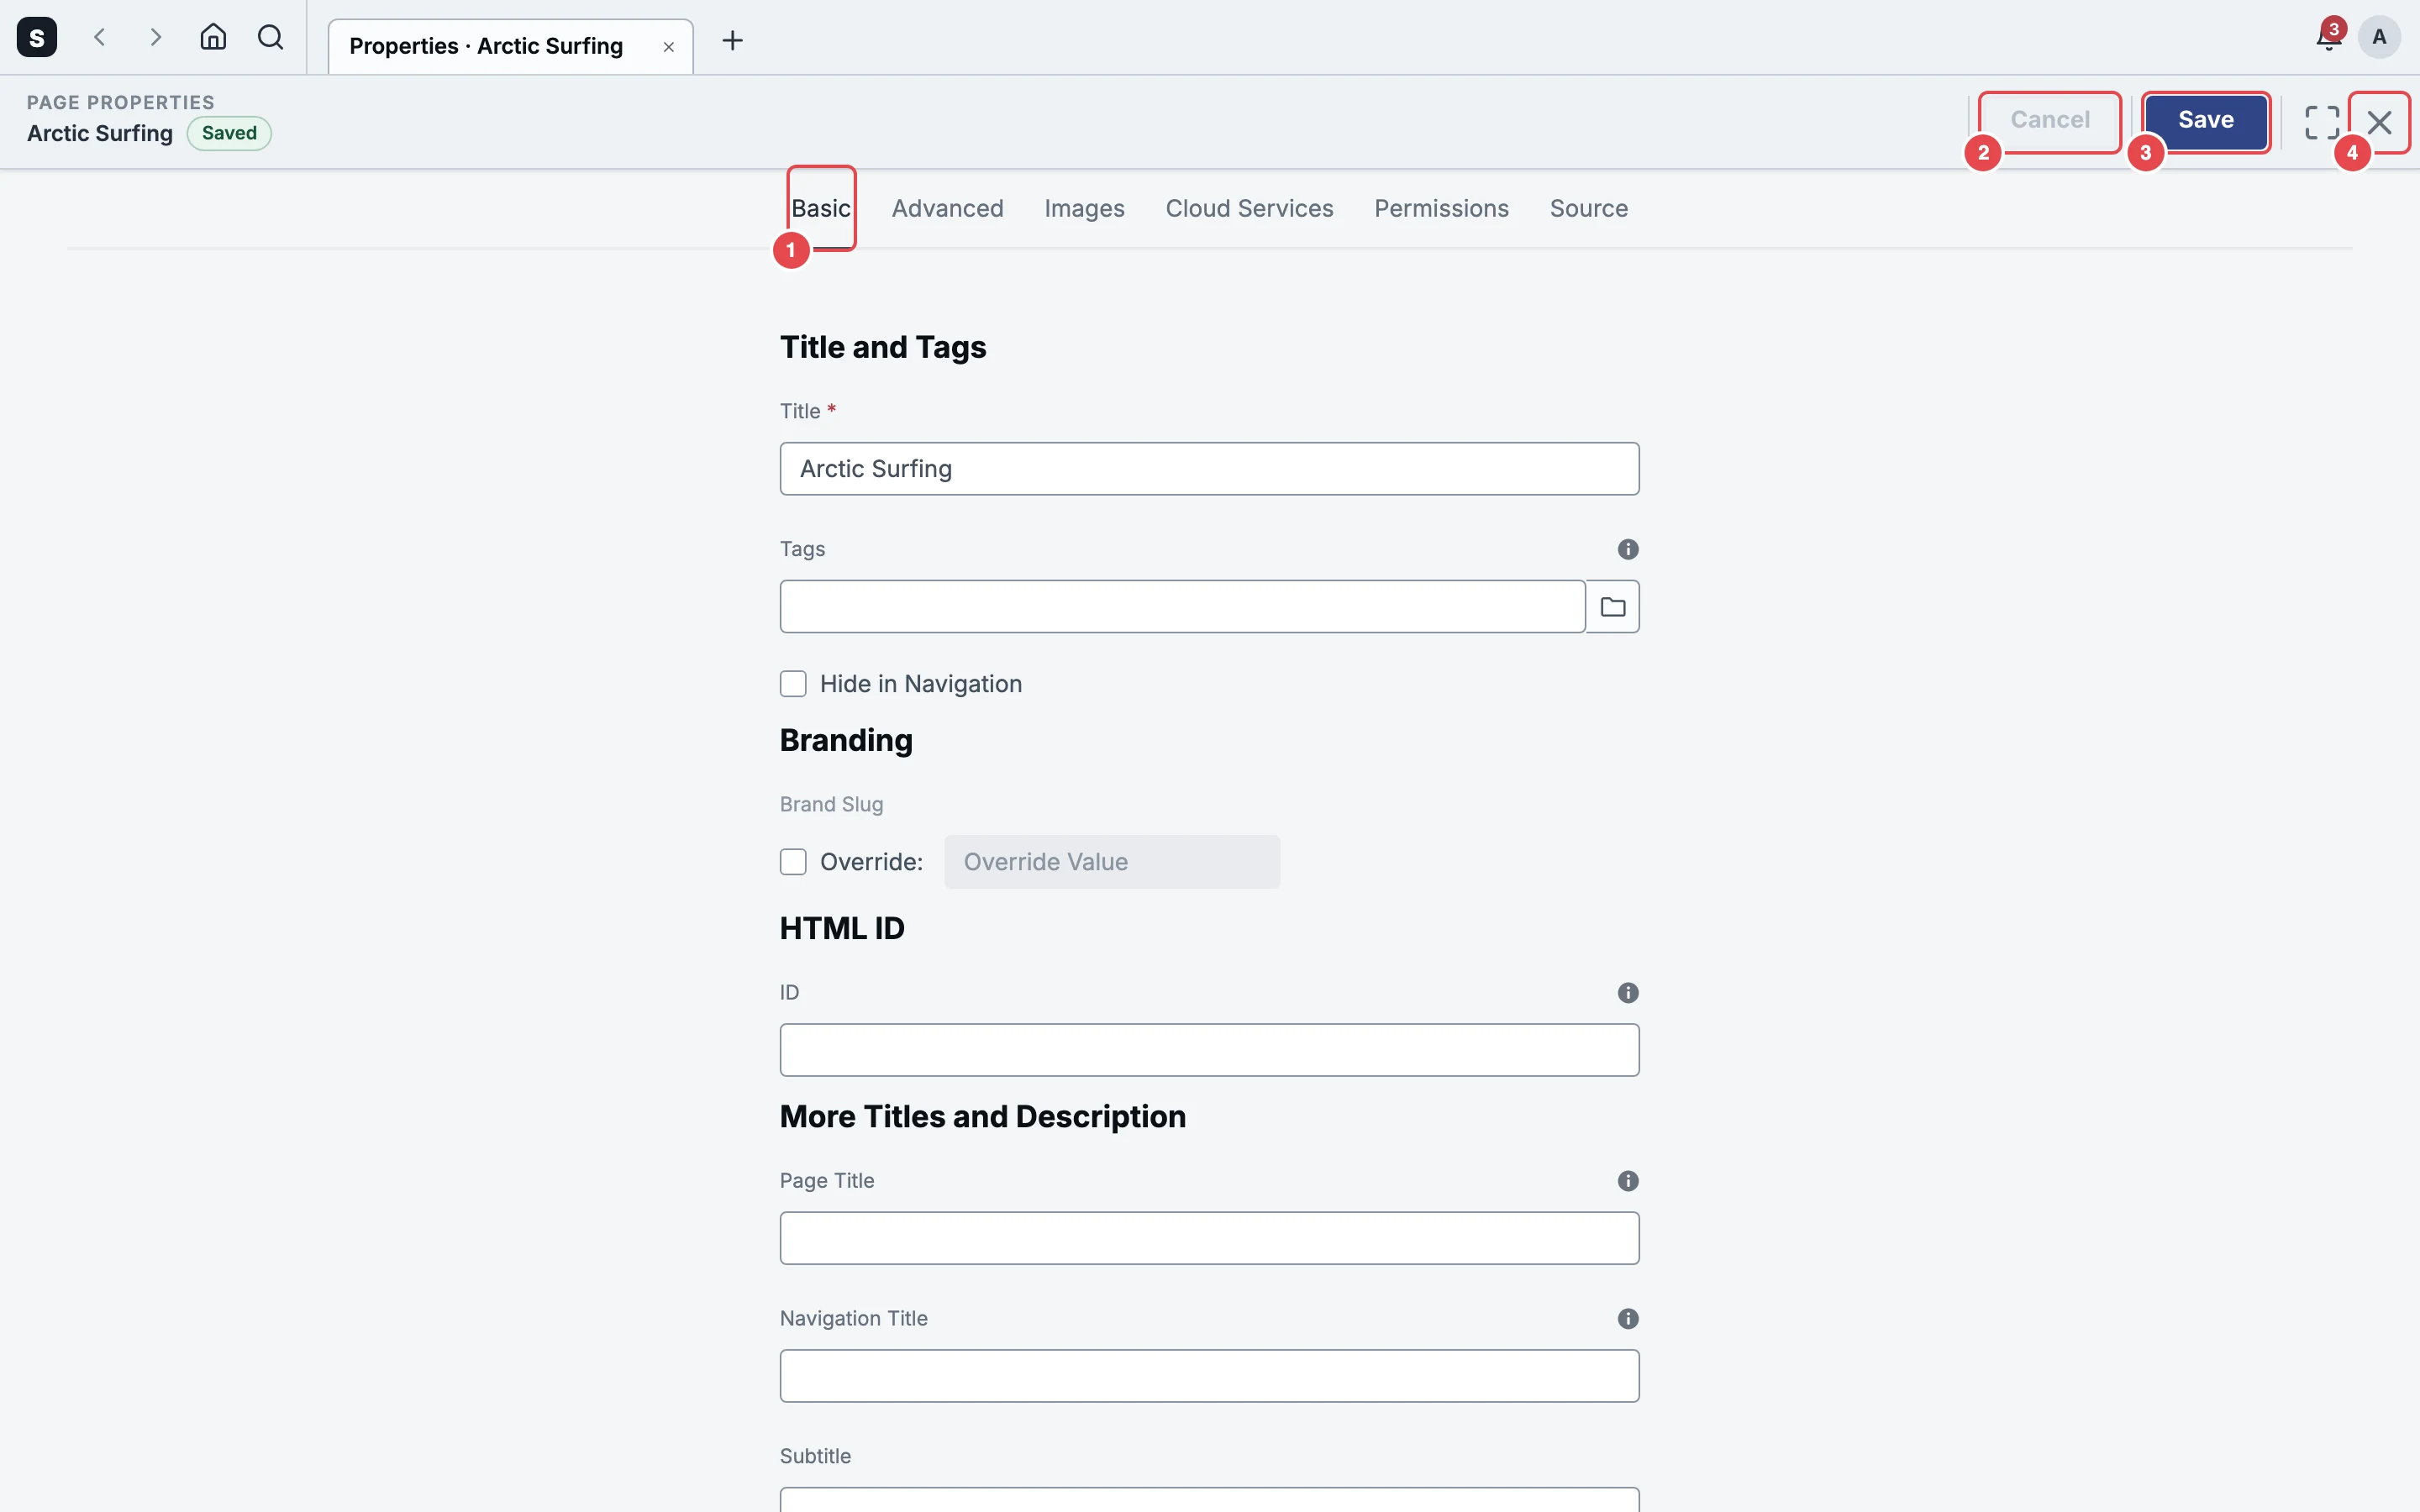 S
Properties · Arctic Surfing
3
A
PAGE PROPERTIES
Arctic Surfing
Saved
Cancel
Save
2
3
4
Basic
Advanced
Images
Cloud Services
Permissions
Source
1
Title and Tags
Title *
Arctic Surfing
Tags
Hide in Navigation
Branding
Brand Slug
Override:
Override Value
HTML ID
ID
More Titles and Description
Page Title
Navigation Title
Subtitle